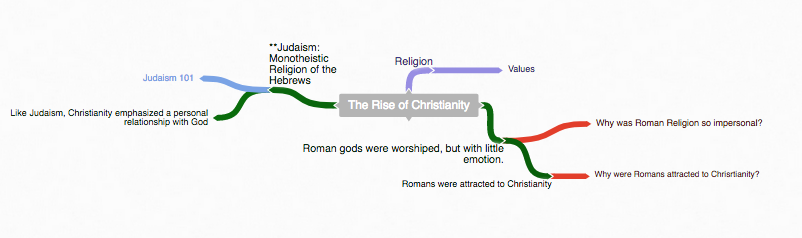 **Judaism:
Monotheistic
Religion of the
Hebrews
Judaism 101
Like Judaism, Christianity emphasized a personal
relationship with God
Religion
Values
The Rise of Christianity
Roman gods were worshiped, but with little
emotion.
Why was Roman Religion so impersonal?
Romans were attracted to Christianity
Why were Romans attracted to Chrsitianity?